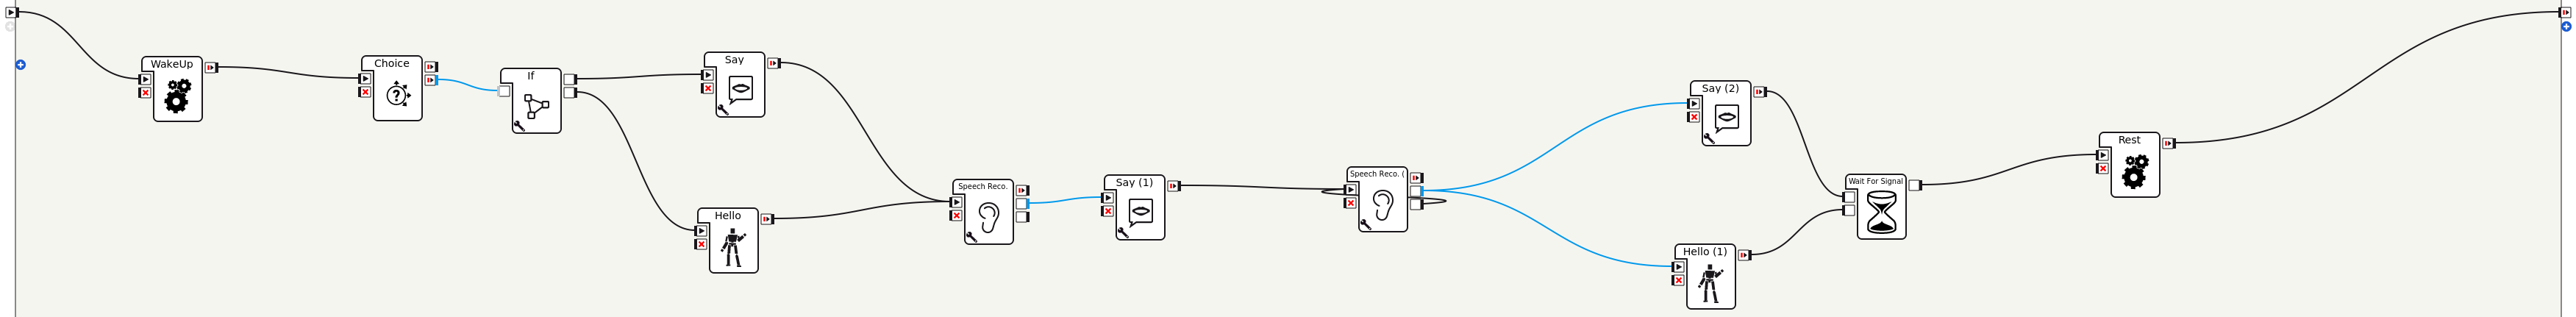 WakeUp
Choice
?
If
Say
Hello
Speech Reco.
Say (1)
Speech Reco. (
Say (2)
Hello (1)
Wait For Signal
Rest